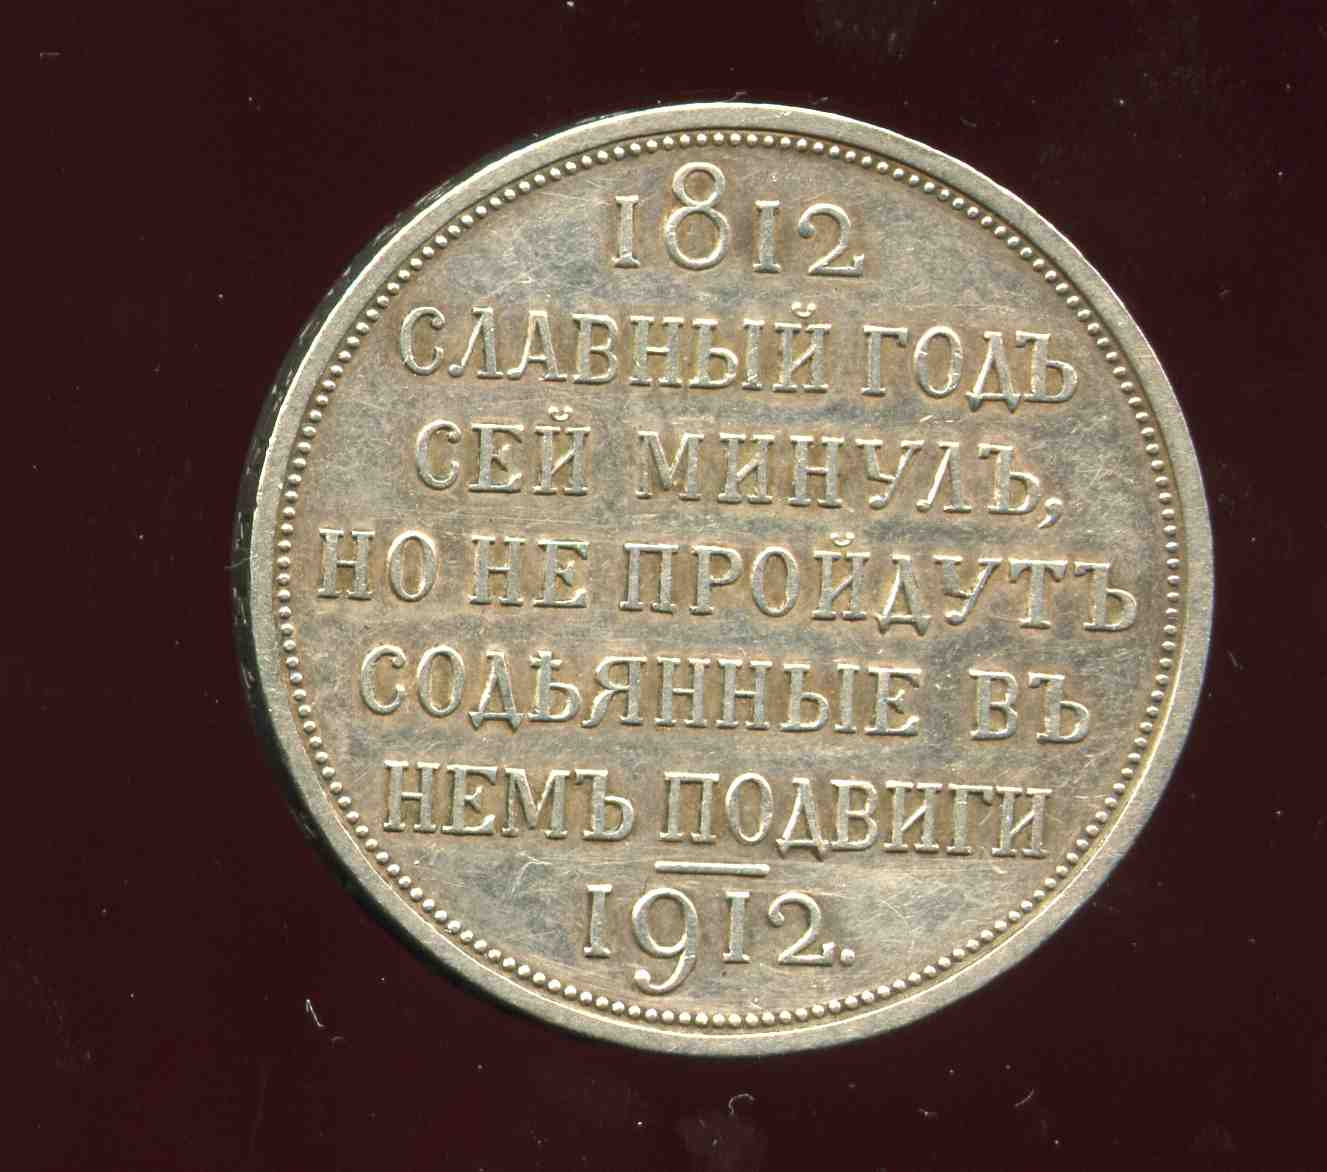 1812
СЛАВНЫЙ ГОДЪ
СЕЙ МИНУЛЪ,
НО НЕ ПРОЙДУТЪ
СОДѢЯННЫЕ ВЪ
НЕМЪ ПОДВИГИ
1912.